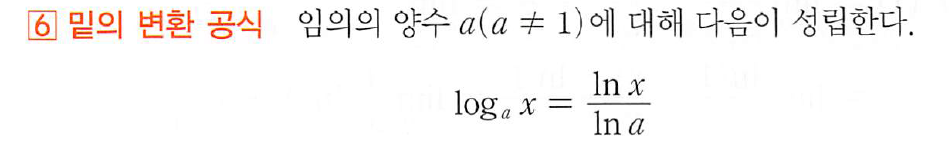 6 밑의 변환 공식 임의의 양수 a(a ≠ 1)에 대해 다음이 성립한다.
logₐ x = ln x / ln a